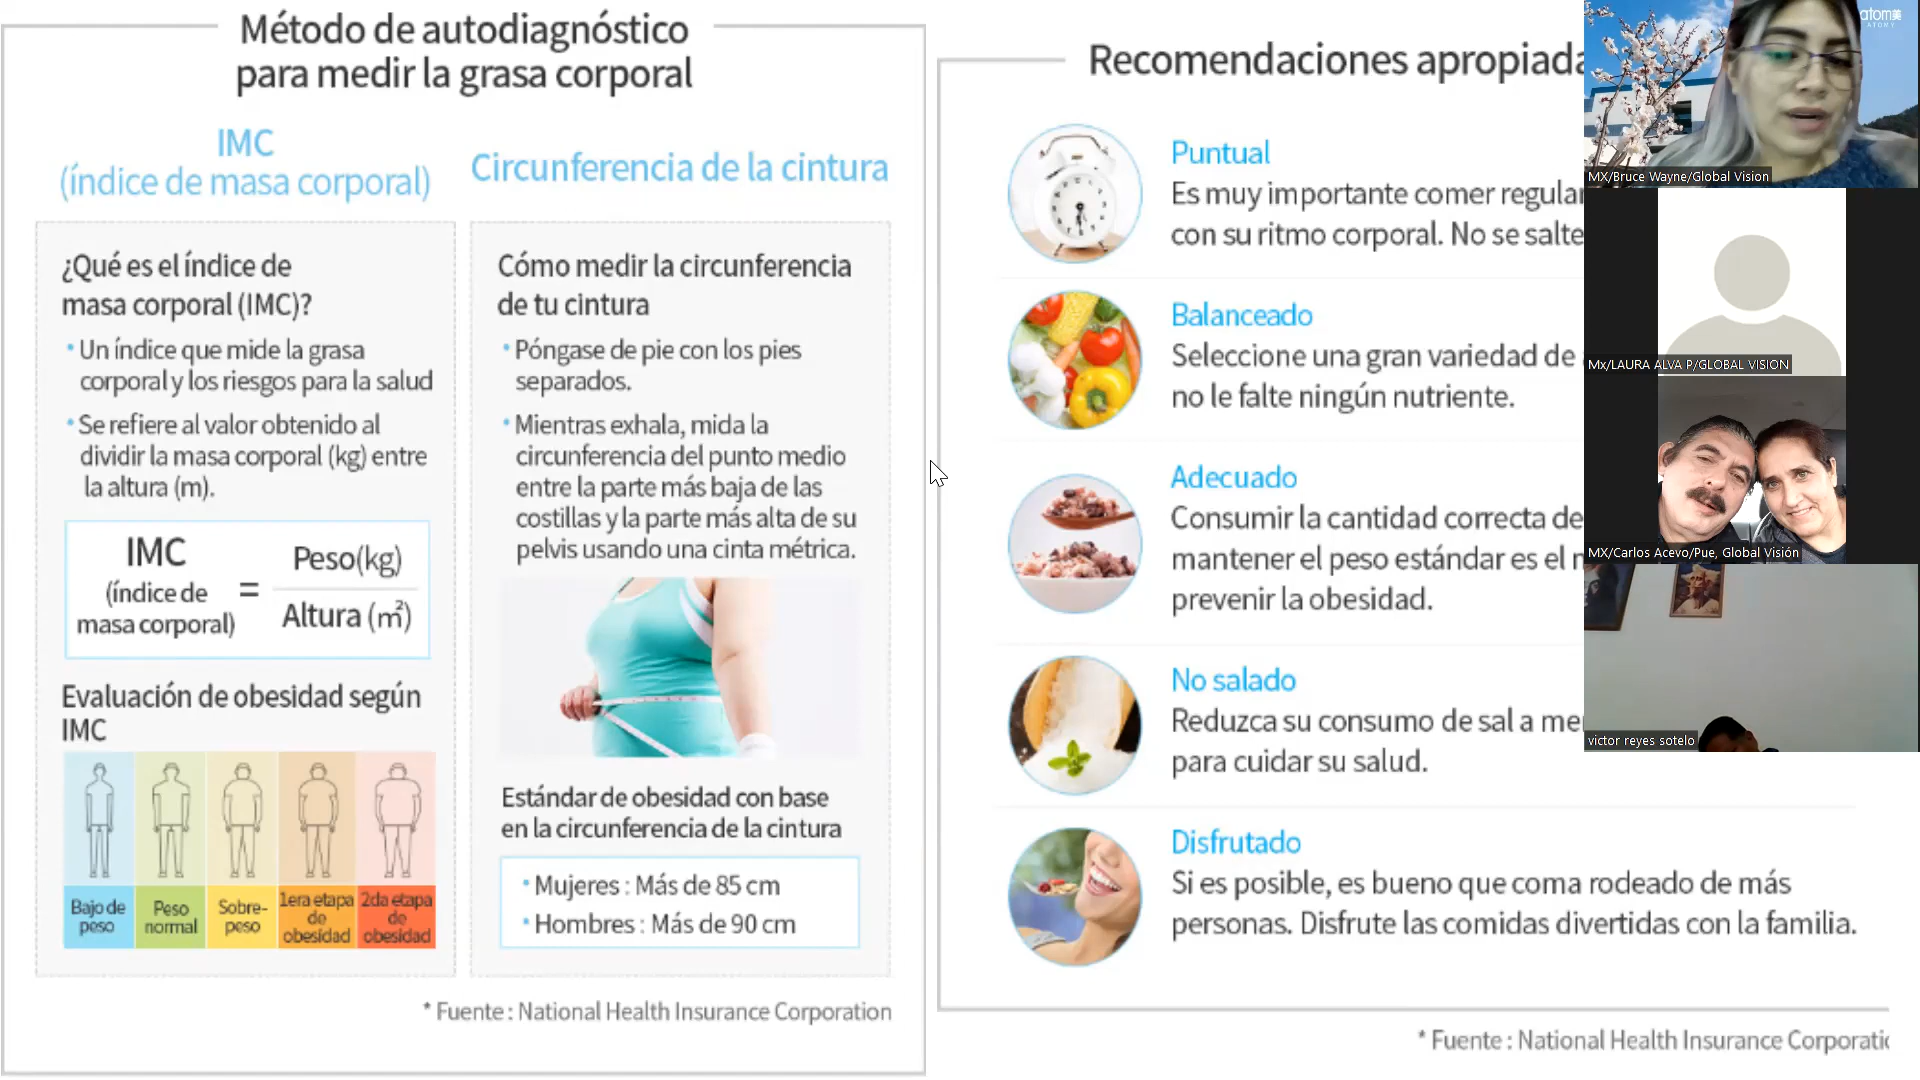 Método de autodiagnóstico
para medir la grasa corporal
IMC
(índice de masa corporal)
¿Qué es el índice de
masa corporal (IMC)?
• Un índice que mide la grasa
corporal y los riesgos para la salud
• Se refiere al valor obtenido al
dividir la masa corporal (kg) entre
la altura (m).
IMC
(índice de
masa corporal)
=
Peso(kg)
Altura (m²)
Evaluación de obesidad según
IMC
Bajo de
peso
Peso
normal
Sobre-
peso
1era etapa
de
obesidad
2da etapa
de
obesidad
Circunferencia de la cintura
Cómo medir la circunferencia
de tu cintura
• Póngase de pie con los pies
separados.
• Mientras exhala, mida la
circunferencia del punto medio
entre la parte más baja de las
costillas y la parte más alta de su
pelvis usando una cinta métrica.
Estándar de obesidad con base
en la circunferencia de la cintura
• Mujeres : Más de 85 cm
• Hombres : Más de 90 cm
* Fuente : National Health Insurance Corporation
Recomendaciones apropiada
Puntual
Es muy importante comer regular
con su ritmo corporal. No se salte
Balanceado
Seleccione una gran variedad de
no le falte ningún nutriente.
Adecuado
Consumir la cantidad correcta de
mantener el peso estándar es el
prevenir la obesidad.
No salado
Reduzca su consumo de sal a me
para cuidar su salud.
Disfrutado
Si es posible, es bueno que coma rodeado de más
personas. Disfrute las comidas divertidas con la familia.
* Fuente : National Health Insurance Corporatic
atom美
MX/Bruce Wayne/Global Vision
Mx/LAURA ALVA P/GLOBAL VISION
MX/Carlos Acevo/Pue, Global Visión
victor reyes sotelo